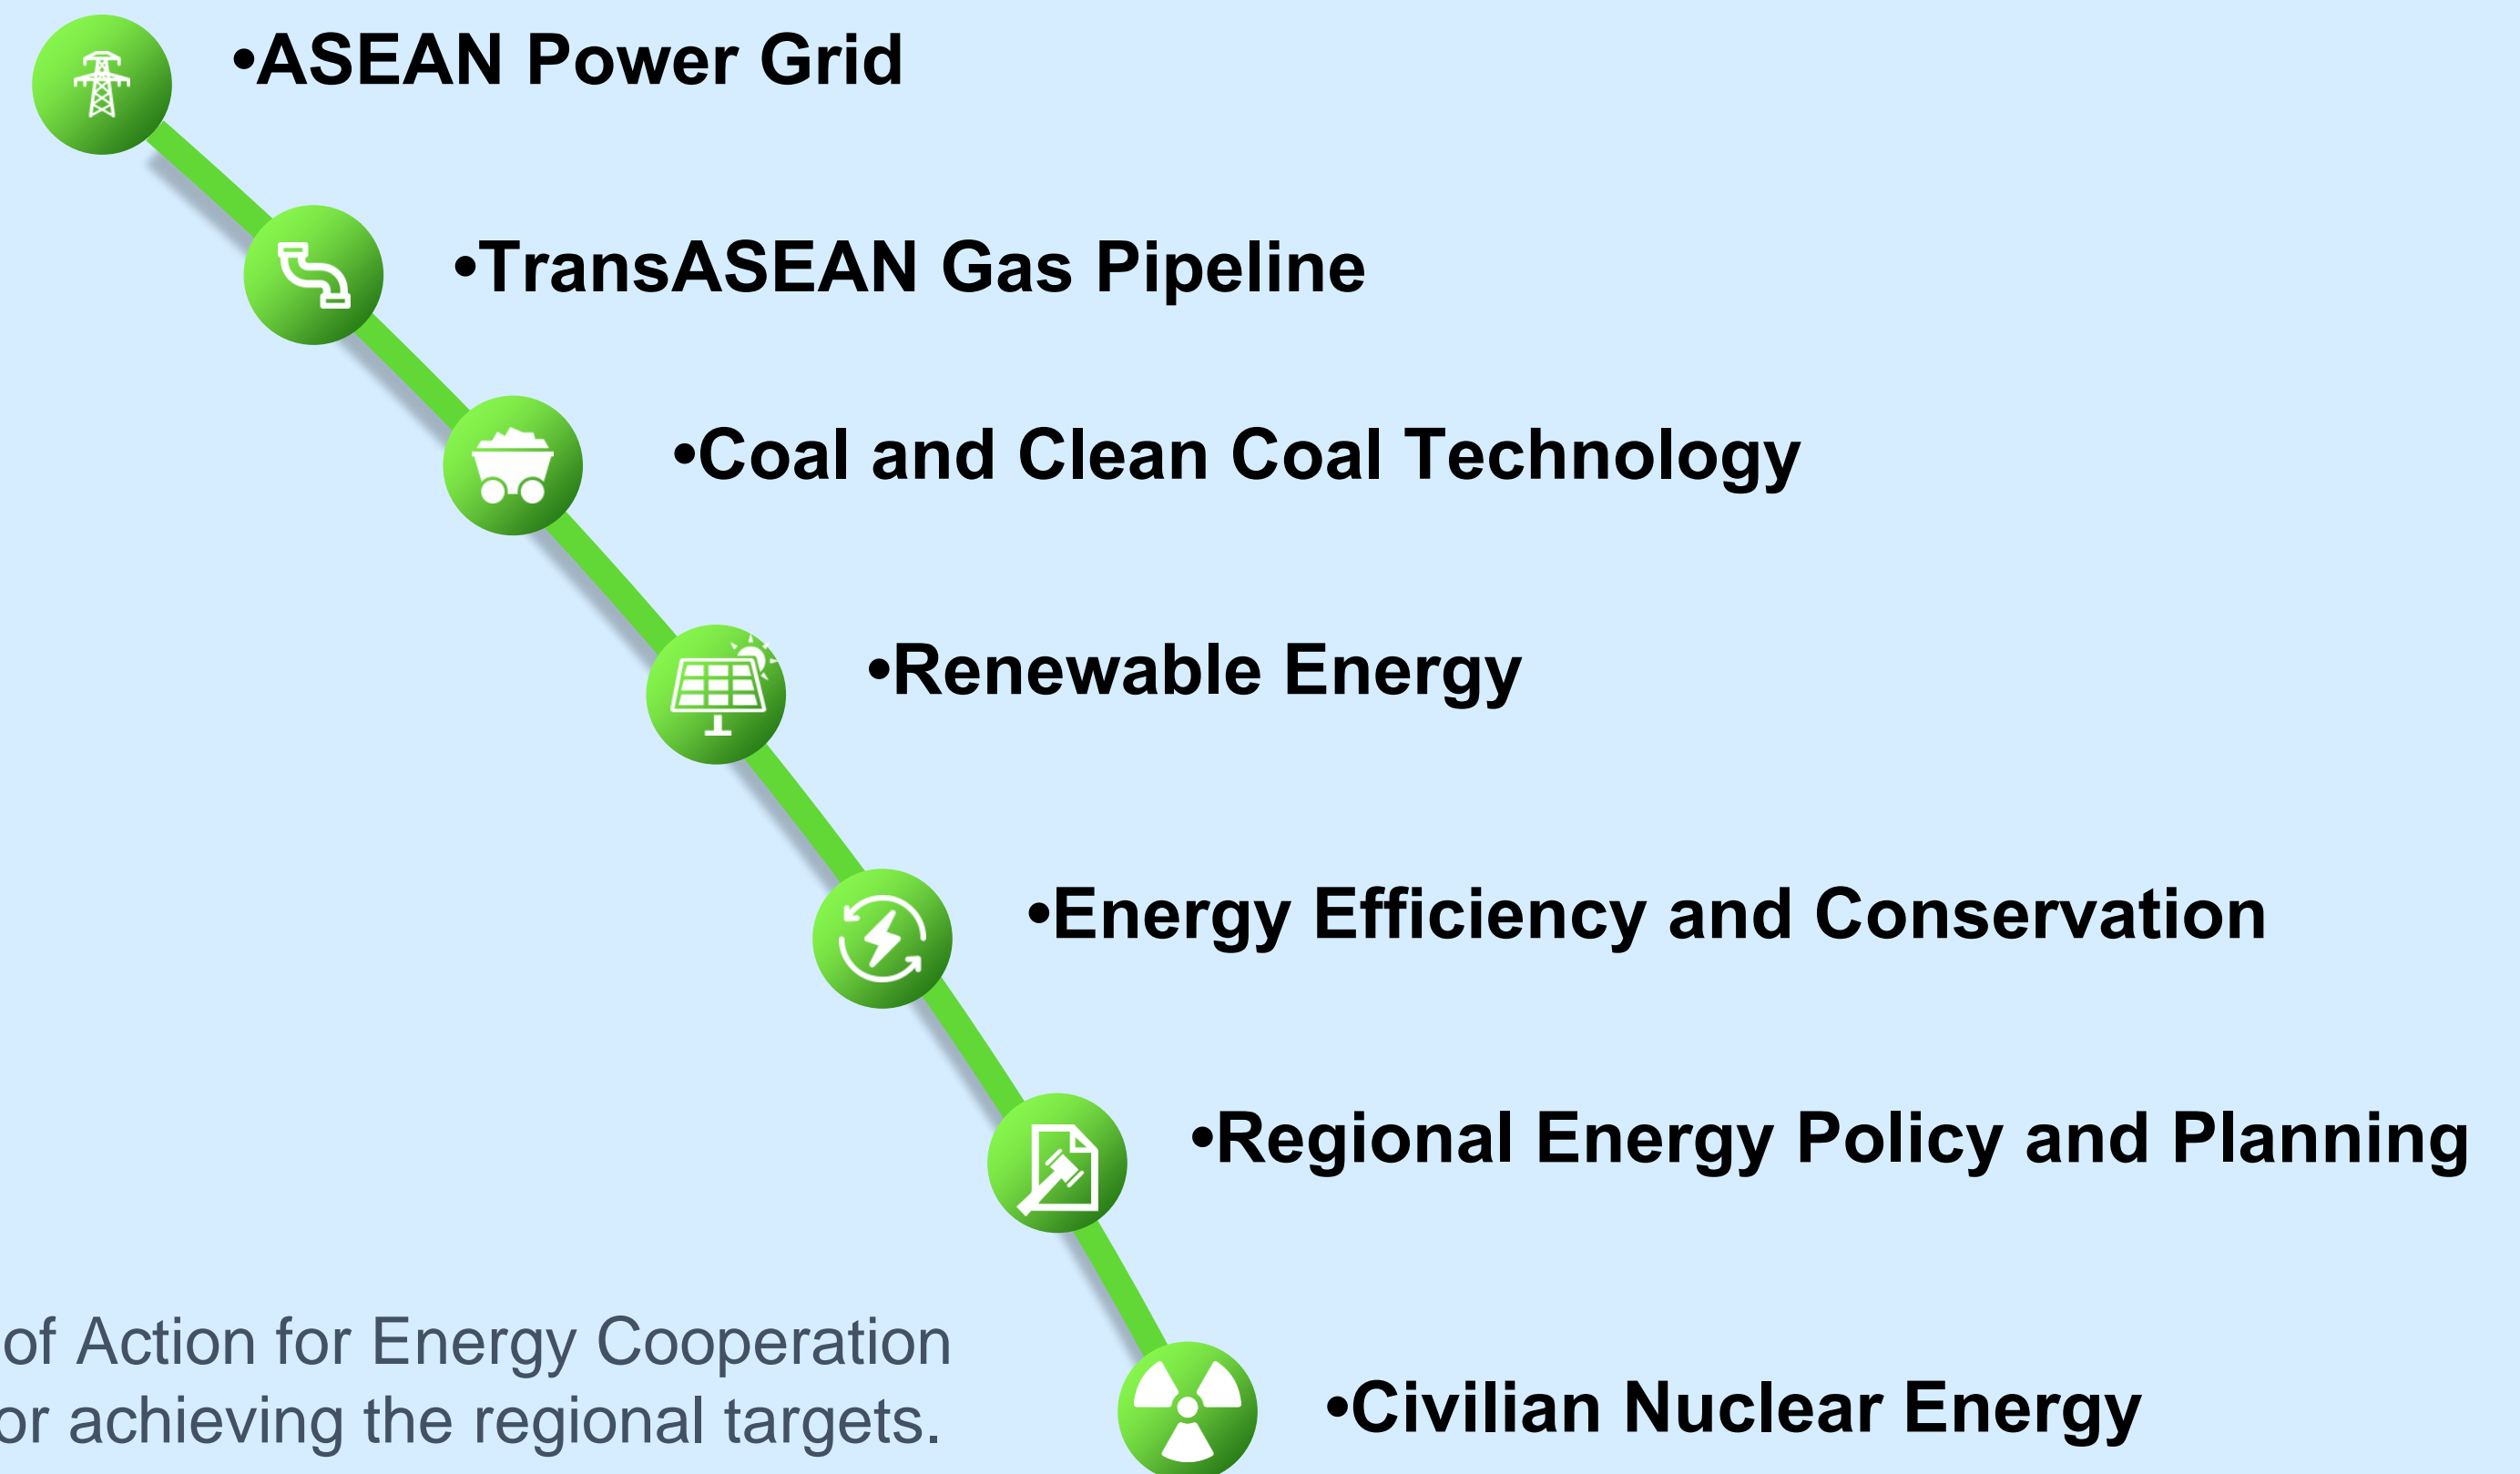 •ASEAN Power Grid
•TransASEAN Gas Pipeline
•Coal and Clean Coal Technology
•Renewable Energy
•Energy Efficiency and Conservation
•Regional Energy Policy and Planning
of Action for Energy Cooperation
achieving the regional targets.
•Civilian Nuclear Energy